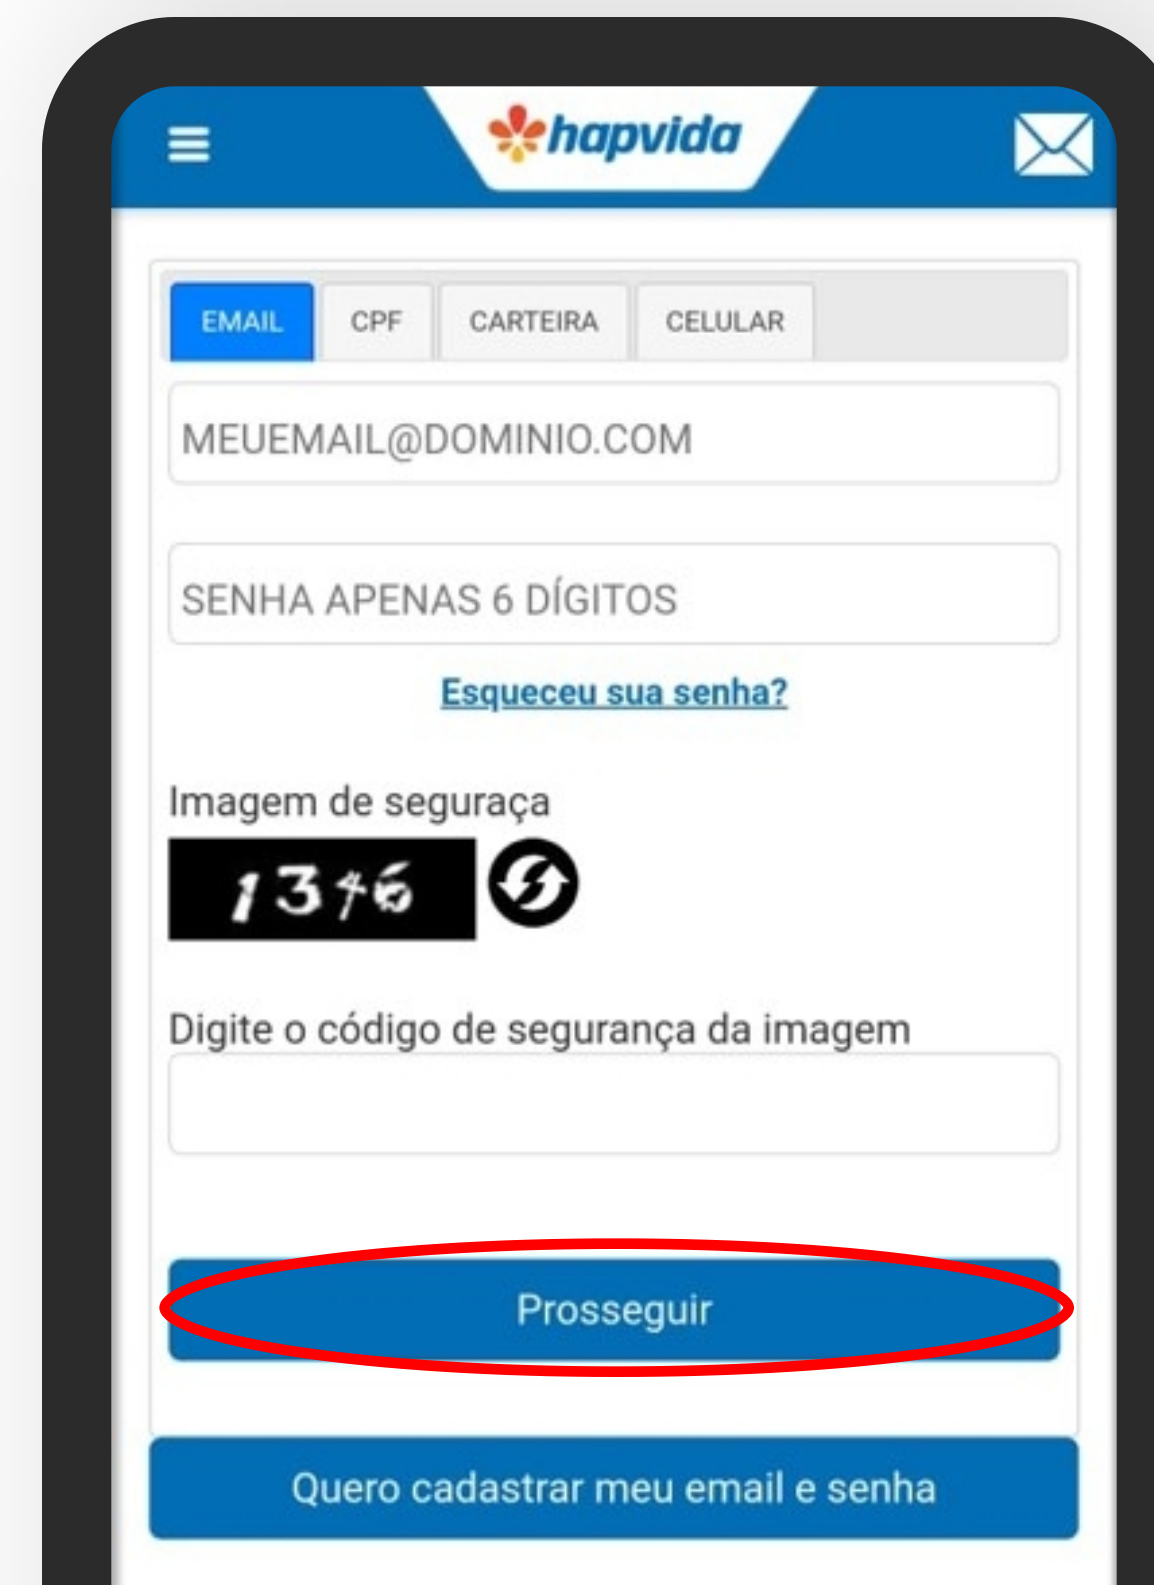 hapvida
EMAIL CPF CARTEIRA CELULAR
MEUEMAIL@DOMINIO.COM
SENHA APENAS 6 DÍGITOS
Esqueceu sua senha?
Imagem de seguraça
Digite o código de segurança da imagem
Prosseguir
Quero cadastrar meu email e senha